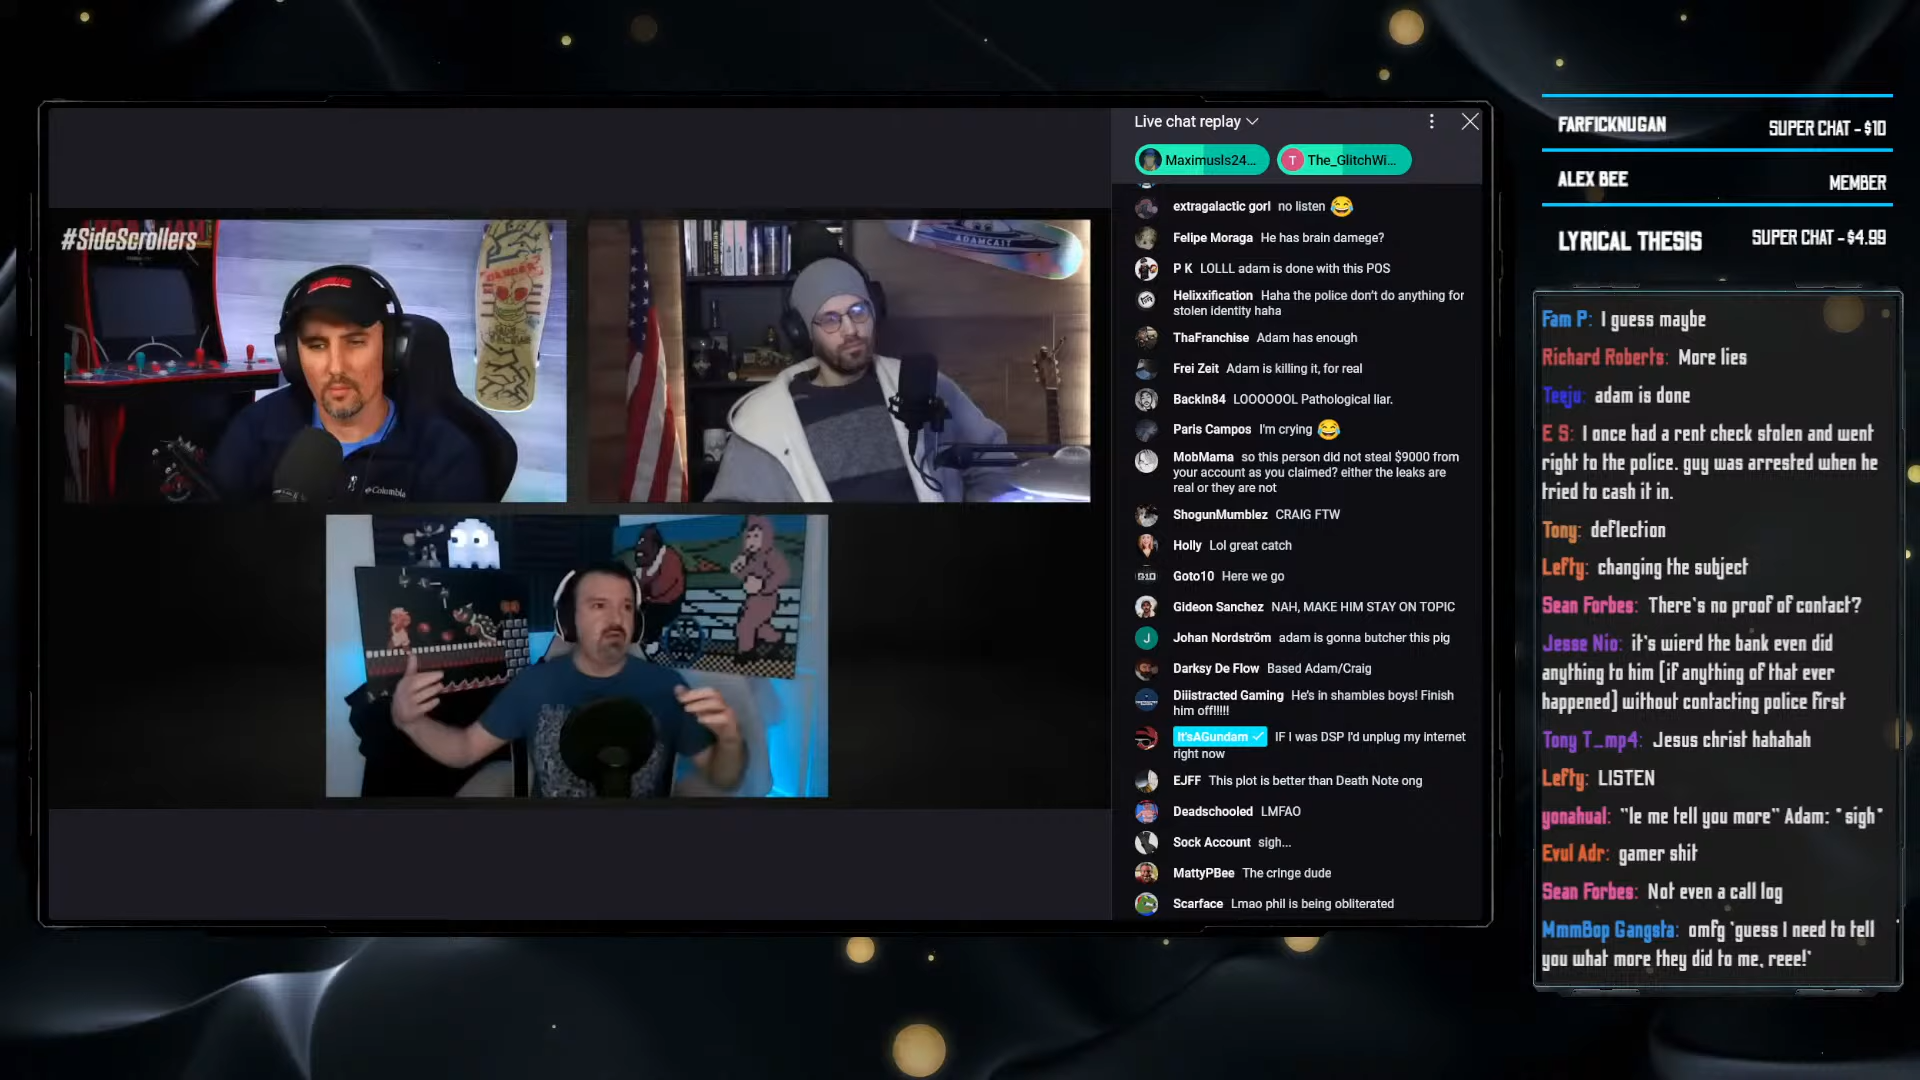 #SideScrollers
ADAMCAST
Columbia
Live chat replay
Maximusls24...
T
The_GlitchWi...
extragalactic gorl no listen 😂
Felipe Moraga He has brain damege?
P K LOLLL adam is done with this POS
Helixxification Haha the police don't do anything for
stolen identity haha
ThaFranchise Adam has enough
Frei Zeit Adam is killing it, for real
BackIn84 LOOOOOOL Pathological liar.
Paris Campos I'm crying 😂
MobMama so this person did not steal $9000 from
your account as you claimed? either the leaks are
real or they are not
ShogunMumblez CRAIG FTW
Holly Lol great catch
Goto10 Here we go
Gideon Sanchez NAH, MAKE HIM STAY ON TOPIC
J Johan Nordström adam is gonna butcher this pig
Darksy De Flow Based Adam/Craig
Diiistracted Gaming He's in shambles boys! Finish
him off!!!!!
It'sAGundam IF I was DSP I'd unplug my internet
right now
EJFF This plot is better than Death Note ong
Deadschooled LMFAO
Sock Account sigh...
MattyPBee The cringe dude
Scarface Lmao phil is being obliterated
FARFICKNUGAN SUPER CHAT - $10
ALEX BEE MEMBER
LYRICAL THESIS SUPER CHAT - $4.99
Fam P: I guess maybe
Richard Roberts: More lies
Teeju: adam is done
E S: I once had a rent check stolen and went
right to the police. guy was arrested when he
tried to cash it in.
Tony: deflection
Lefty: changing the subject
Sean Forbes: There's no proof of contact?
Jesse Nio: it's wierd the bank even did
anything to him [if anything of that ever
happened] without contacting police first
Tony T_mp4: Jesus christ hahahah
Lefty: LISTEN
yonahual: "le me tell you more" Adam: *sigh*
Evul Adr: gamer shit
Sean Forbes: Not even a call log
MmmBop Gangsta: omfg 'guess I need to tell
you what more they did to me, reee!'